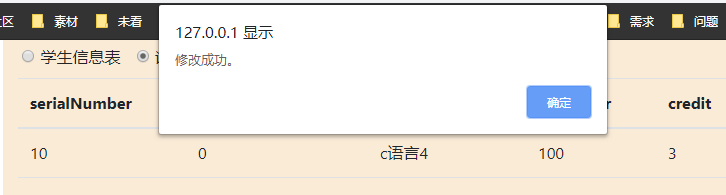 区 素材 未看 需求 问题
127.0.0.1 显示
修改成功。
确定
学生信息表
serialNumber r credit
10 0 c语言4 100 3